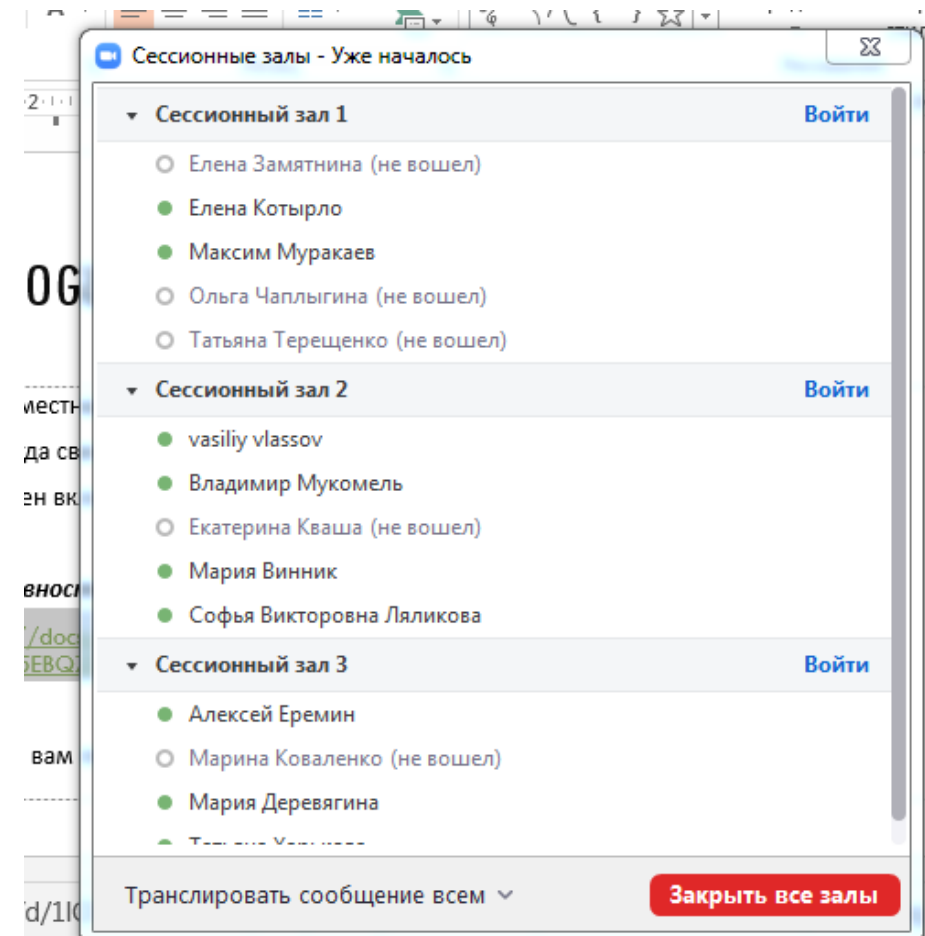 Сессионные залы - Уже началось
2
Сессионный зал 1 Войти
Елена Замятнина (не вошел)
Елена Котырло
Максим Муракаев
OG
Ольга Чаплыгина (не вошел)
Татьяна Терещенко (не вошел)
Сессионный зал 2 Войти
vasiliy vlassov
Владимир Мукомель
Екатерина Кваша (не вошел)
Мария Винник
Софья Викторовна Ляликова
Сессионный зал 3 Войти
Алексей Еремин
вам
Марина Коваленко (не вошел)
Мария Деревягина
Транслировать сообщение всем
Закрыть все залы